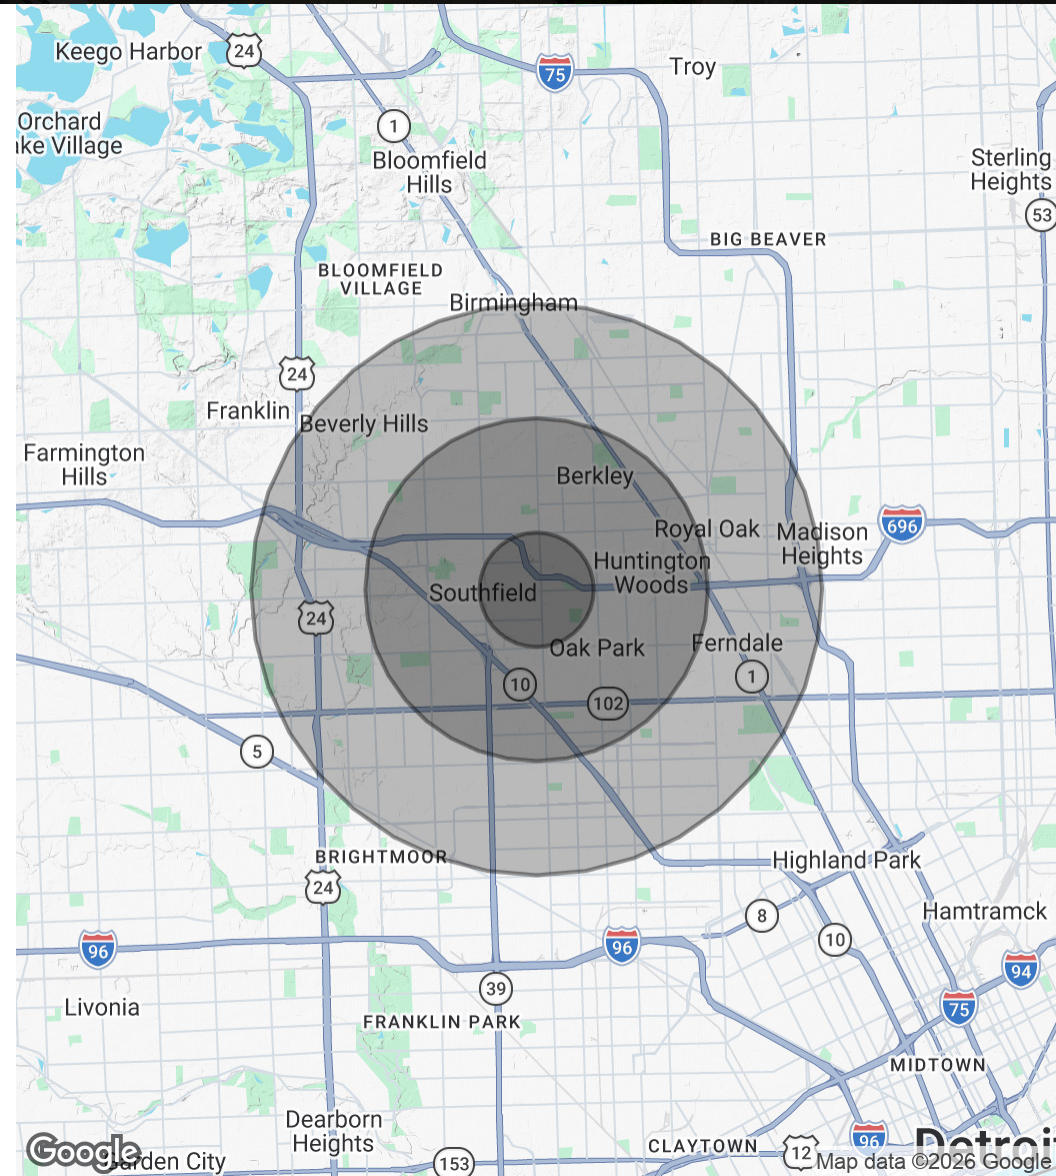 Keego Harbor
24
75
Troy
Orchard
ake Village
1
Bloomfield
Hills
Sterling
Heights
53
BIG BEAVER
BLOOMFIELD
VILLAGE
Birmingham
24
Franklin
Beverly Hills
Farmington
Hills
Berkley
Royal Oak
Madison
Heights
696
Huntington
Woods
Southfield
24
Oak Park
Ferndale
1
10
102
5
BRIGHTMOOR
24
Highland Park
Hamtramck
8
10
96
96
94
39
75
Livonia
FRANKLIN PARK
MIDTOWN
Dearborn
Heights
96
Detroit
CLAYTOWN
12
153
Google
Garden City
Map data ©2026 Google